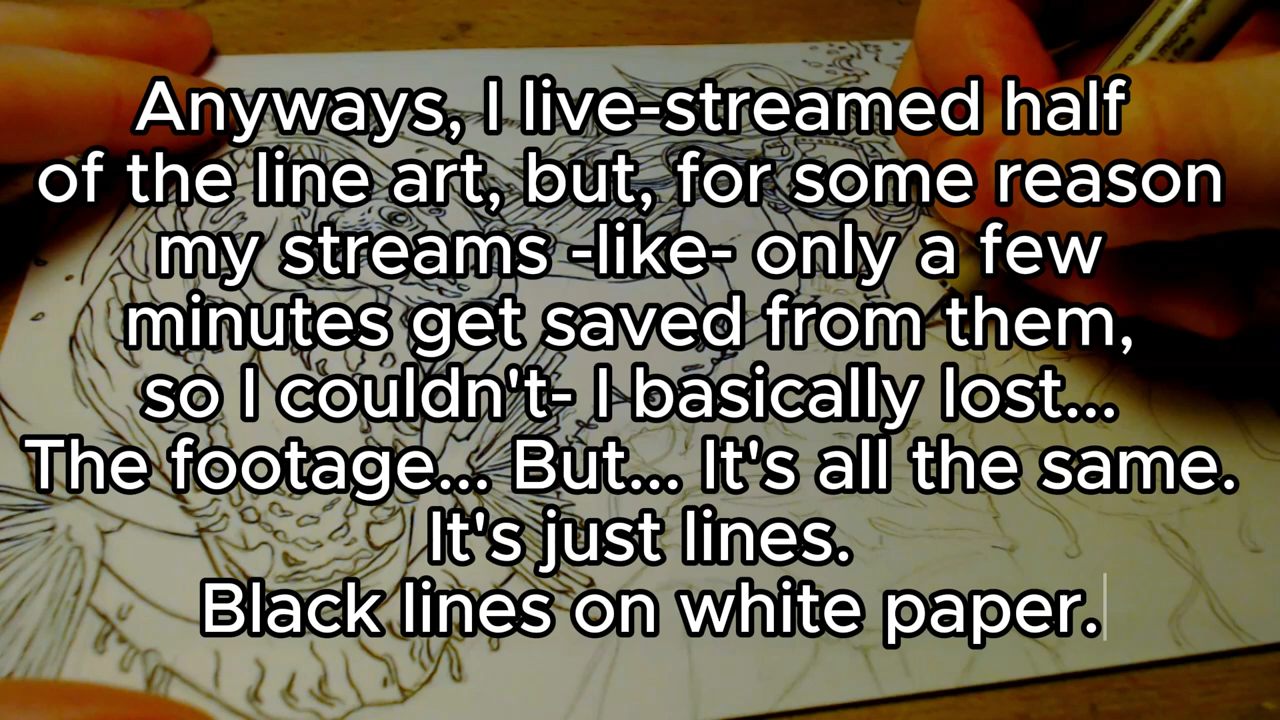 Anyways, I live-streamed half
of the line art, but, for some reason
my streams -like- only a few
minutes get saved from them,
so I couldn't- I basically lost...
The footage... But... It's all the same.
It's just lines.
Black lines on white paper.